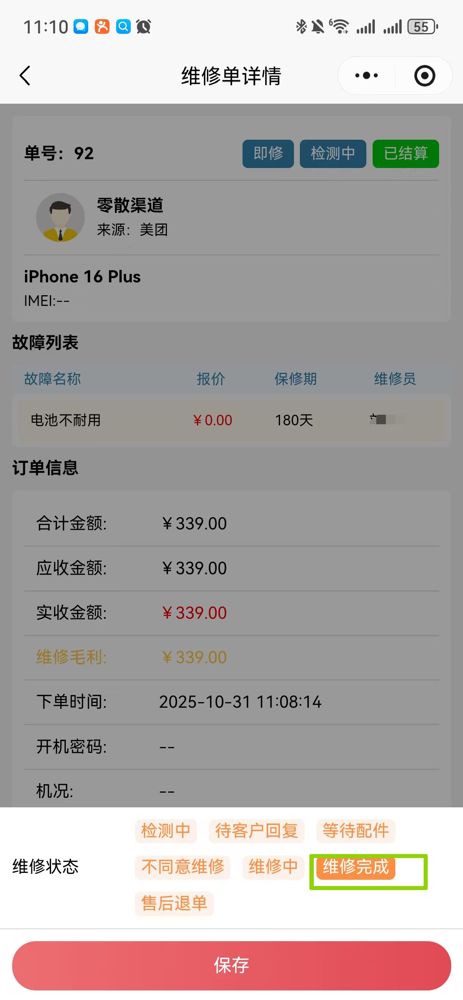 11:10
6
55
维修单详情
单号：92
即修
检测中
已结算
零散渠道
来源：美团
iPhone 16 Plus
IMEI:--
故障列表
故障名称 报价 保修期 维修员
电池不耐用 ¥0.00 180天
订单信息
合计金额: ¥339.00
应收金额: ¥339.00
实收金额: ¥339.00
维修毛利: ¥339.00
下单时间: 2025-10-31 11:08:14
开机密码: --
机况: --
检测中 待客户回复 等待配件
维修状态 不同意维修 维修中 维修完成
售后退单
保存